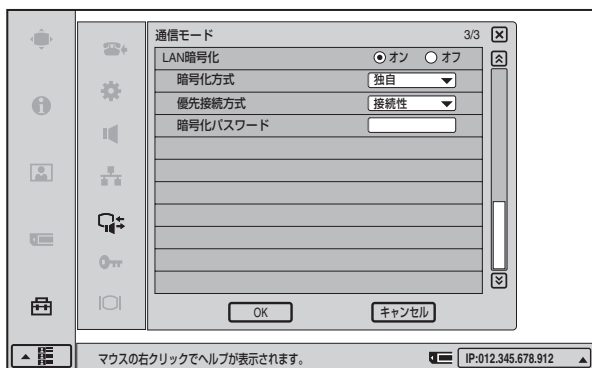 通信モード 3/3
LAN暗号化 オン オフ
暗号化方式 独自
優先接続方式 接続性
暗号化パスワード
OK キャンセル
マウスの右クリックでヘルプが表示されます。 IP:012.345.678.912